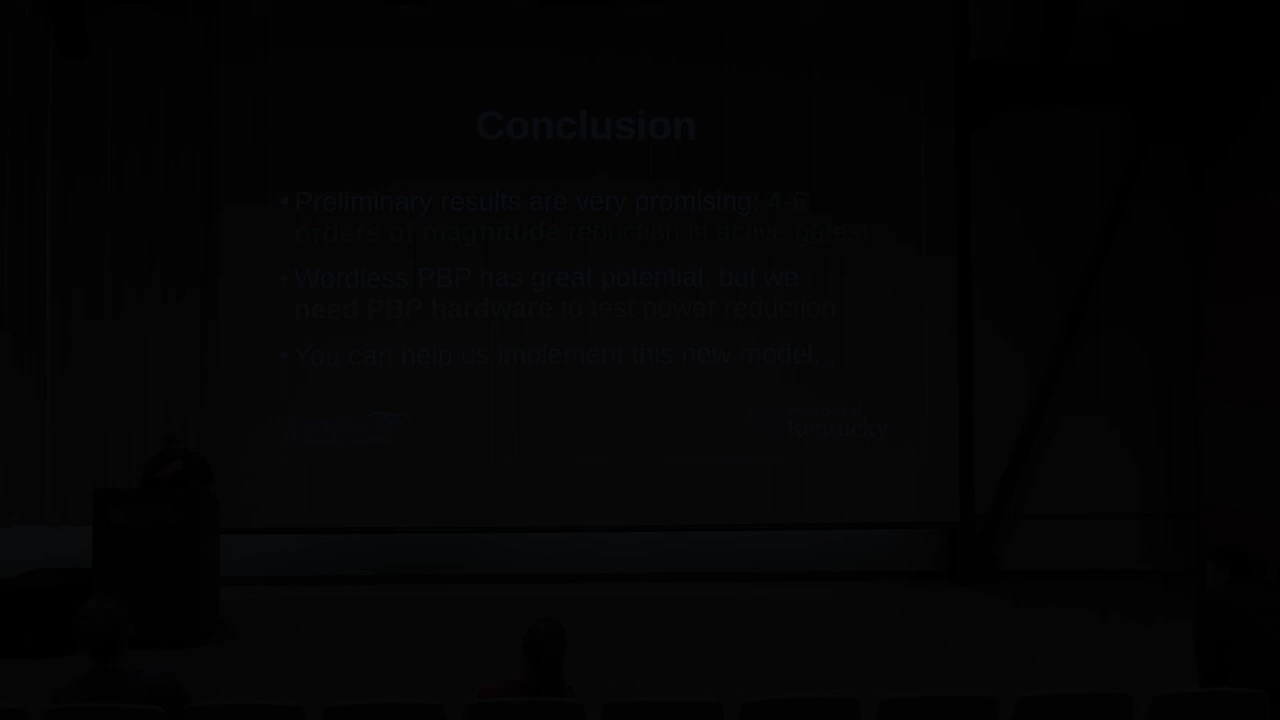 Conclusion
• Preliminary results are very promising: 4-6
orders of magnitude reduction in active gates!
• Wordless PBP has great potential, but we
need PBP hardware to test power reduction
• You can help us implement this new model...
Kentucky